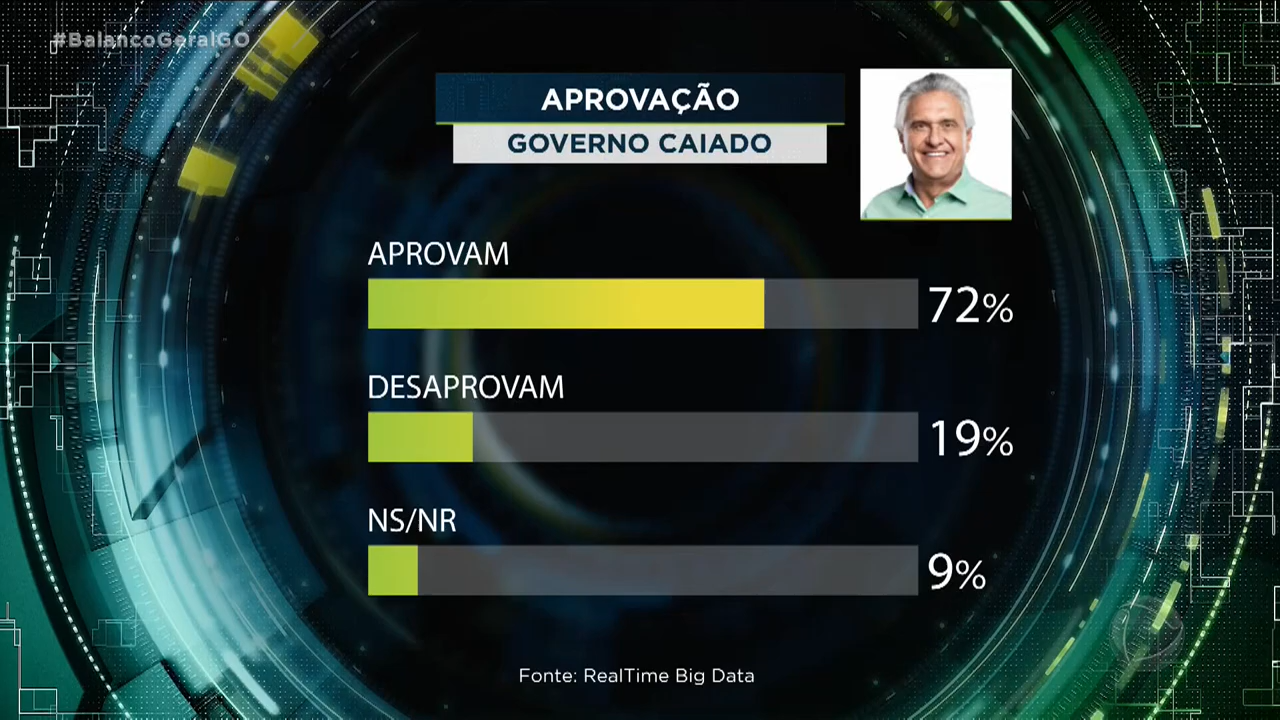 #BalancoGeralGO
APROVAÇÃO
GOVERNO CAIADO
APROVAM
72%
DESAPROVAM
19%
NS/NR
9%
Fonte: RealTime Big Data